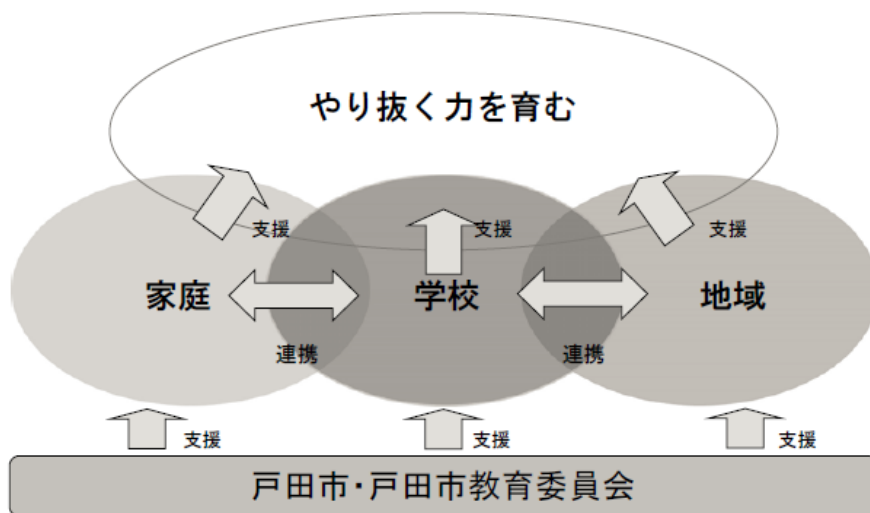 やり抜く力を育む
支援
支援
支援
家庭
学校
地域
連携
連携
支援
支援
支援
戸田市・戸田市教育委員会